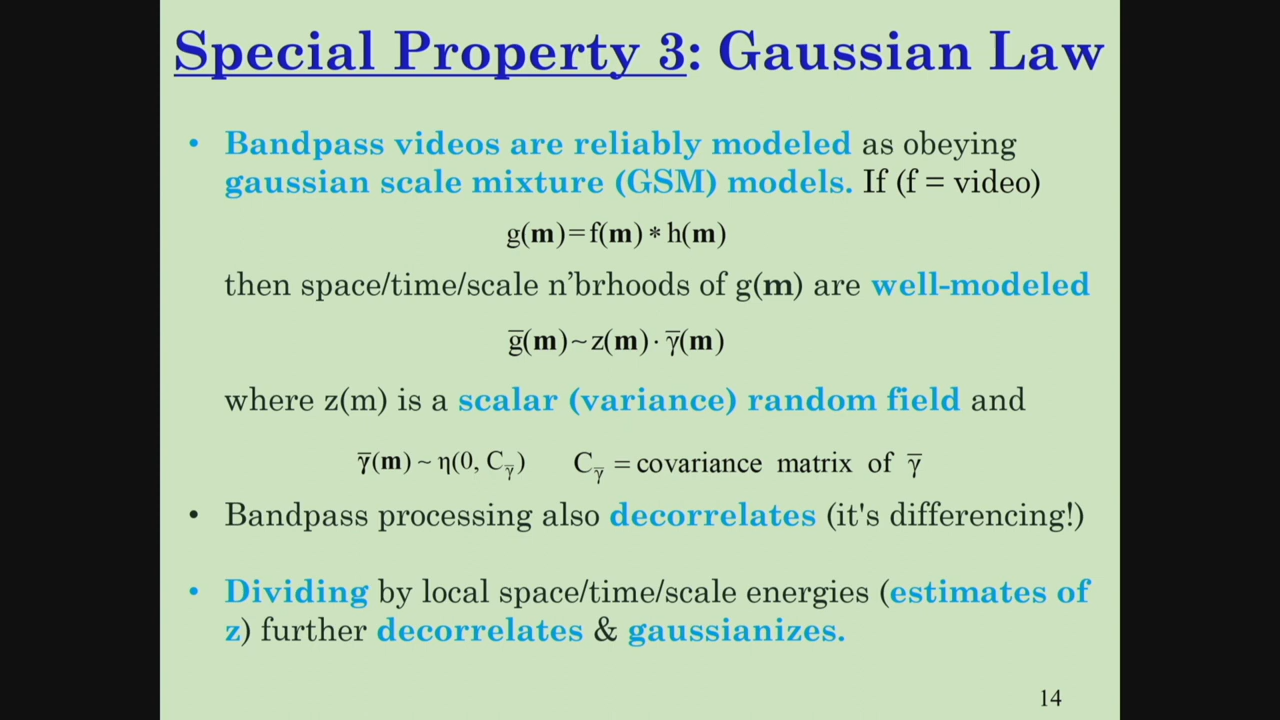 Special Property 3: Gaussian Law
• Bandpass videos are reliably modeled as obeying
gaussian scale mixture (GSM) models. If (f = video)
g(m)=f(m)*h(m)
then space/time/scale n’brhoods of g(m) are well-modeled
g̅(m)~z(m)·γ̅(m)
where z(m) is a scalar (variance) random field and
γ̅(m) ~ η(0, C_γ̅)    C_γ̅ = covariance matrix of γ̅
• Bandpass processing also decorrelates (it's differencing!)
• Dividing by local space/time/scale energies (estimates of
z) further decorrelates & gaussianizes.
14